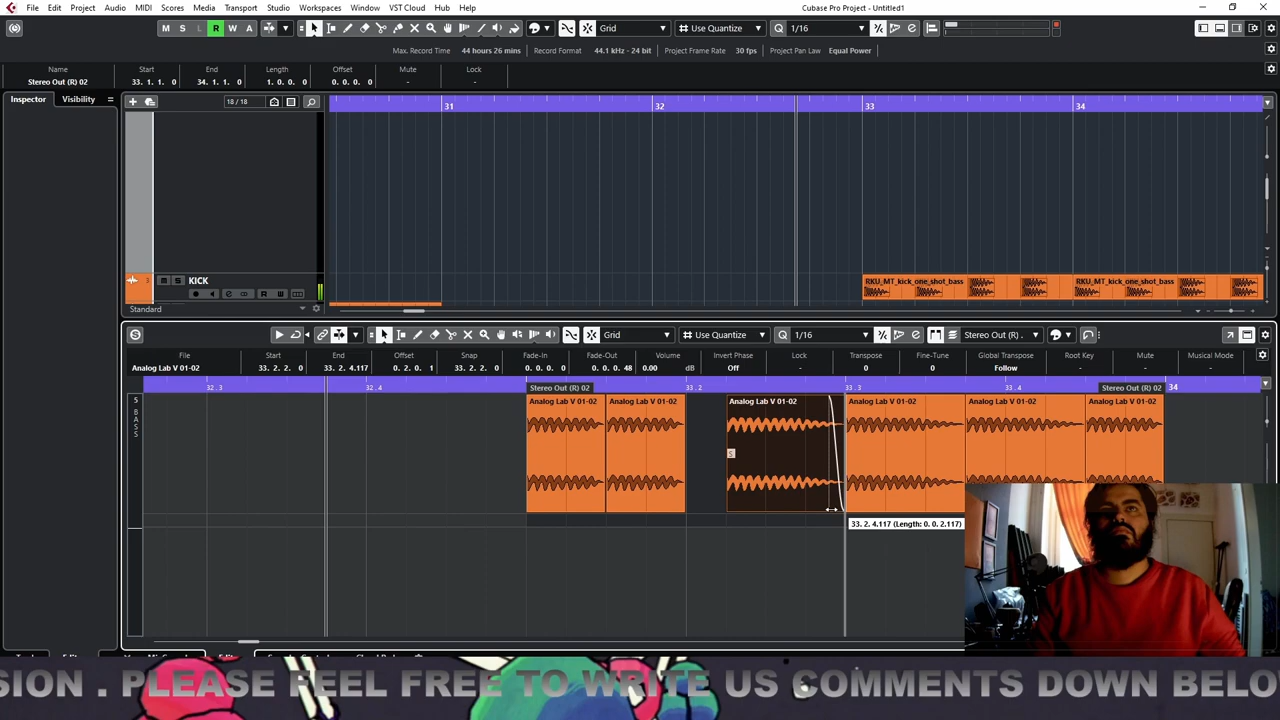 File Edit Project Audio MIDI Scores Media Transport Studio Workspaces Window VST Cloud Hub Help
Cubase Pro Project - Untitled1
M S L R W A
Grid
Use Quantize
Q 1/16
Max. Record Time 44 hours 26 mins Record Format 44.1 kHz - 24 bit Project Frame Rate 30 fps Project Pan Law Equal Power
Name Start End Length Offset Mute Lock
Stereo Out (R) 02 33. 1. 1. 0 34. 1. 1. 0 1. 0. 0. 0 0. 0. 0. 0 - -
Inspector Visibility
18 / 18
31 32 33 34
KICK
R W
RKU_MT_kick_one_shot_bass RKU_MT_kick_one_shot_bass
Standard
Grid
Use Quantize
Q 1/16
Stereo Out (R) .
File Start End Offset Snap Fade-In Fade-Out Volume Invert Phase Lock Transpose Fine-Tune Global Transpose Root Key Mute Musical Mode
Analog Lab V 01-02 33. 2. 2. 0 33. 2. 4.117 0. 2. 0. 1 33. 2. 2. 0 0. 0. 0. 0 0. 0. 0. 48 0.00 dB Off - 0 0 Follow - - -
32.3 32.4 33.2 33.3 33.4 34
Stereo Out (R) 02 Stereo Out (R) 02
S BASS
Analog Lab V 01-02 Analog Lab V 01-02 Analog Lab V 01-02 Analog Lab V 01-02 Analog Lab V 01-02 Analog Lab V 01-02
S
33. 2. 4.117 (Length: 0. 0. 2.117)
SION . PLEASE FEEL FREE TO WRITE US COMMENTS DOWN BELO